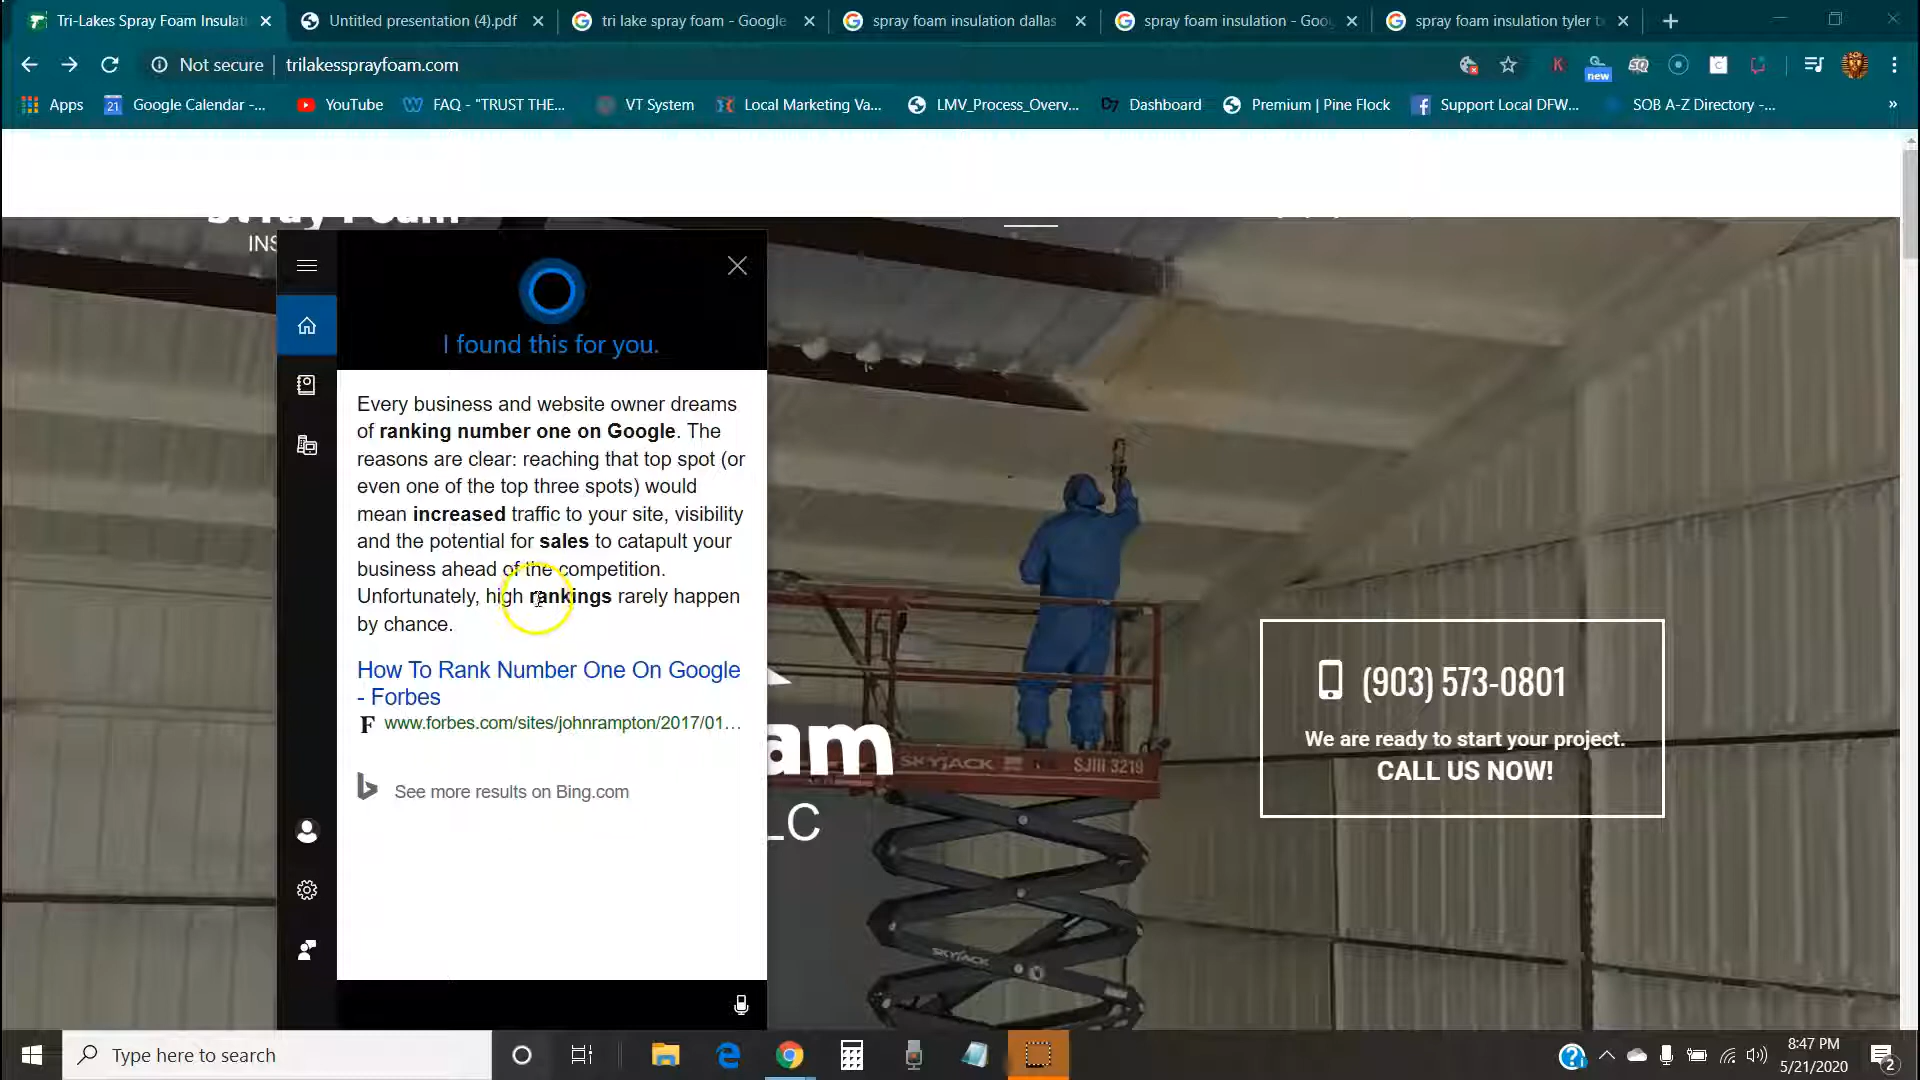 Tri-Lakes Spray Foam Insulati
Untitled presentation (4).pdf
tri lake spray foam - Google
spray foam insulation dallas
spray foam insulation - Goog
spray foam insulation tyler t
Not secure
trilakessprayfoam.com
new
Apps
21
Google Calendar -...
YouTube
FAQ - "TRUST THE...
VT System
Local Marketing Va...
LMV_Process_Overv...
Dashboard
Premium | Pine Flock
Support Local DFW...
SOB A-Z Directory -...
Spray Foam
INS
I found this for you.
Every business and website owner dreams
of ranking number one on Google. The
reasons are clear: reaching that top spot (or
even one of the top three spots) would
mean increased traffic to your site, visibility
and the potential for sales to catapult your
business ahead of the competition.
Unfortunately, high rankings rarely happen
by chance.
How To Rank Number One On Google
- Forbes
F www.forbes.com/sites/johnrampton/2017/01...
See more results on Bing.com
am
LC
SKYJACK
SJIII 3219
SKYJACK
(903) 573-0801
We are ready to start your project.
CALL US NOW!
Type here to search
8:47 PM
5/21/2020
2